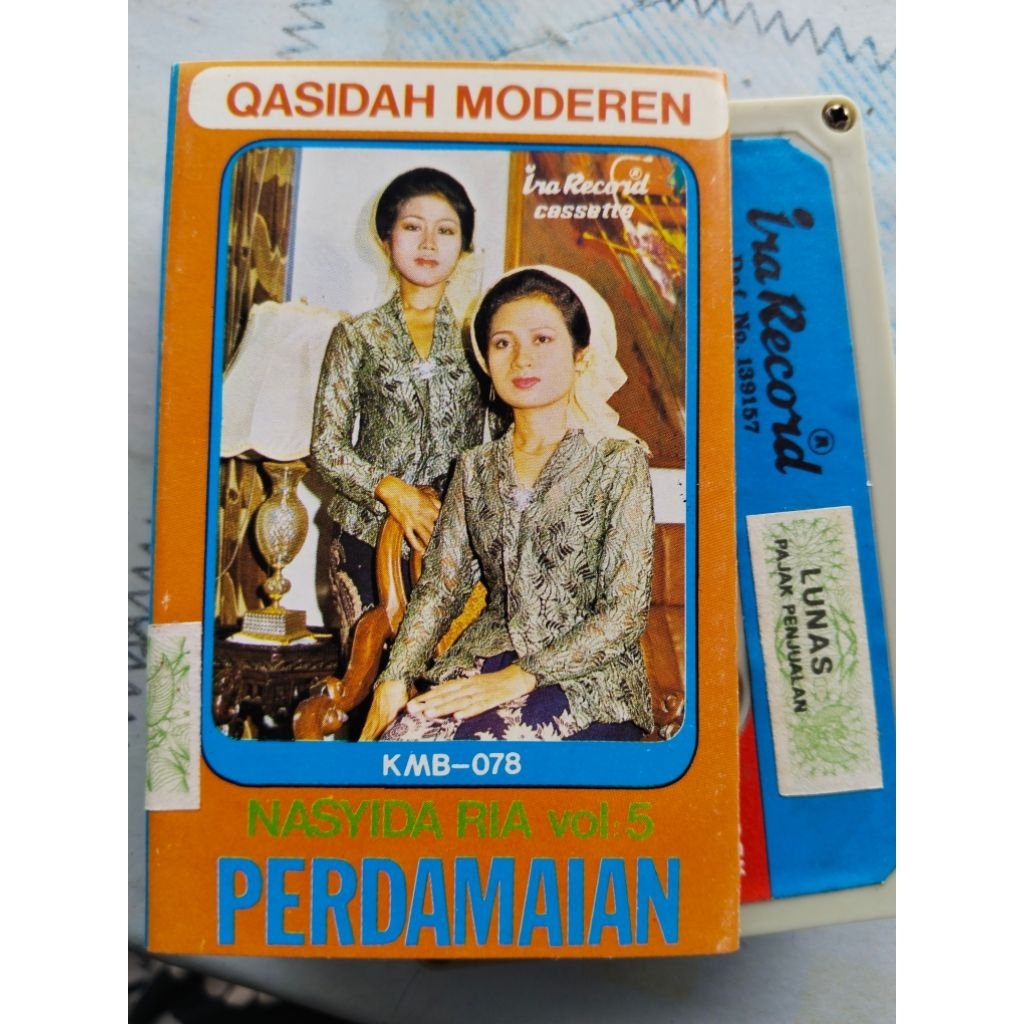 QASIDAH MODEREN
ira Record ®
cassette
KMB-078
NASYIDA RIA vol:5
PERDAMAIAN
ira Record ®
Daf. No. 139157
LUNAS
PAJAK PENJUALAN